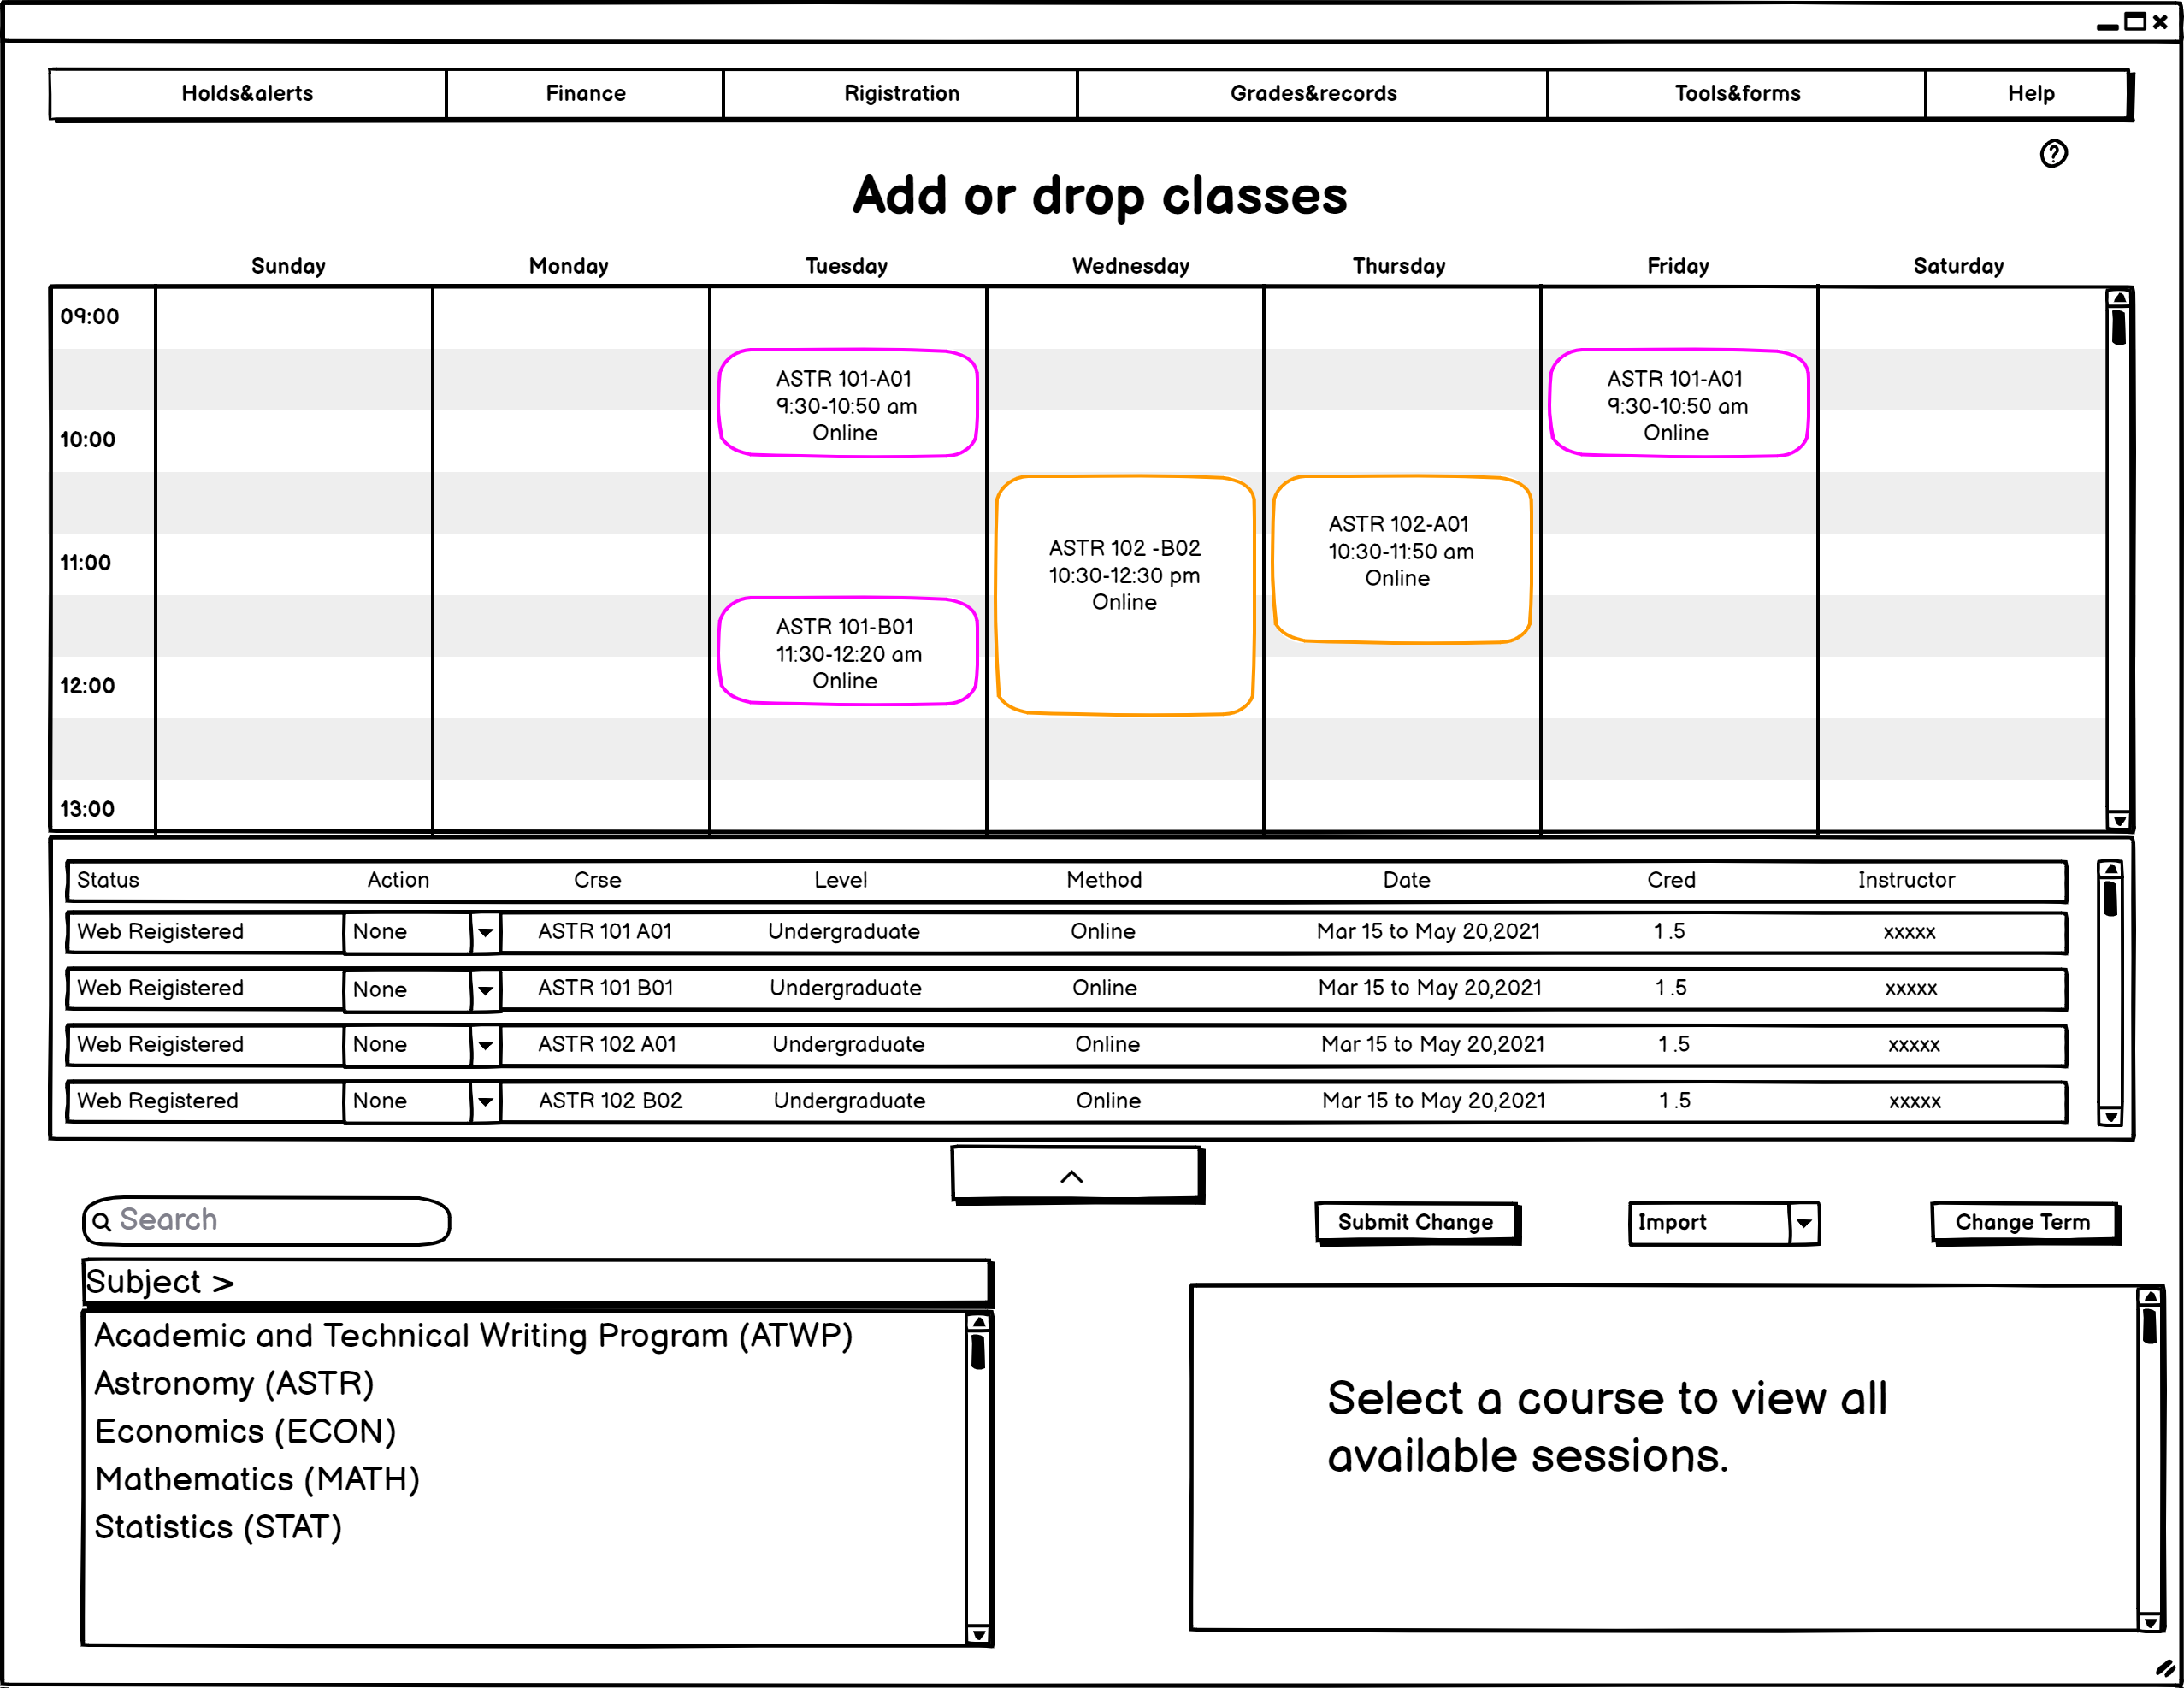 Holds&alerts Finance Rigistration Grades&records Tools&forms Help
?
Add or drop classes
Sunday Monday Tuesday Wednesday Thursday Friday Saturday
09:00
ASTR 101-A01
9:30-10:50 am
Online
ASTR 101-A01
9:30-10:50 am
Online
10:00
ASTR 102 -B02
10:30-12:30 pm
Online
ASTR 102-A01
10:30-11:50 am
Online
11:00
ASTR 101-B01
11:30-12:20 am
Online
12:00
13:00
Status Action Crse Level Method Date Cred Instructor
Web Reigistered None ASTR 101 A01 Undergraduate Online Mar 15 to May 20,2021 1.5 xxxxx
Web Reigistered None ASTR 101 B01 Undergraduate Online Mar 15 to May 20,2021 1.5 xxxxx
Web Reigistered None ASTR 102 A01 Undergraduate Online Mar 15 to May 20,2021 1.5 xxxxx
Web Registered None ASTR 102 B02 Undergraduate Online Mar 15 to May 20,2021 1.5 xxxxx
Search Submit Change Import Change Term
Subject >
Academic and Technical Writing Program (ATWP)
Astronomy (ASTR)
Economics (ECON)
Mathematics (MATH)
Statistics (STAT)
Select a course to view all
available sessions.